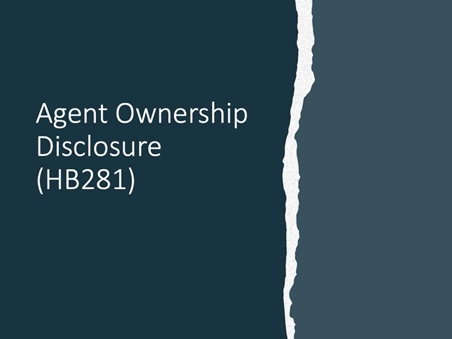 Agent Ownership
Disclosure
(HB281)